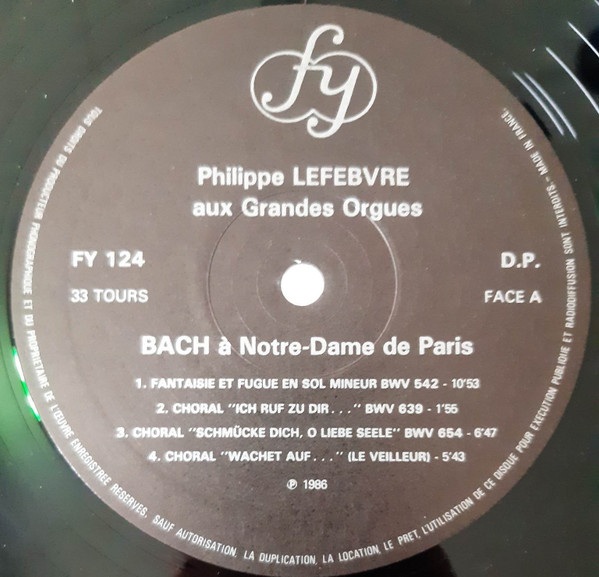 fy
Philippe LEFEBVRE
aux Grandes Orgues
FY 124
D.P.
33 TOURS
FACE A
BACH à Notre-Dame de Paris
1. FANTAISIE ET FUGUE EN SOL MINEUR BWV 542 - 10'53
2. CHORAL "ICH RUF ZU DIR..." BWV 639 - 1'55
3. CHORAL "SCHMÜCKE DICH, O LIEBE SEELE" BWV 654 - 6'47
4. CHORAL "WACHET AUF..." (LE VEILLEUR) - 5'43
℗ 1986
TOUS DROITS DU PRODUCTEUR PHONOGRAPHIQUE ET DU PROPRIETAIRE DE L'ŒUVRE ENREGISTREE RESERVES, SAUF AUTORISATION, LA DUPLICATION, LA LOCATION, LE PRET, L'UTILISATION DE CE DISQUE POUR EXECUTION PUBLIQUE ET RADIODIFFUSION SONT INTERDITS - MADE IN FRANCE.